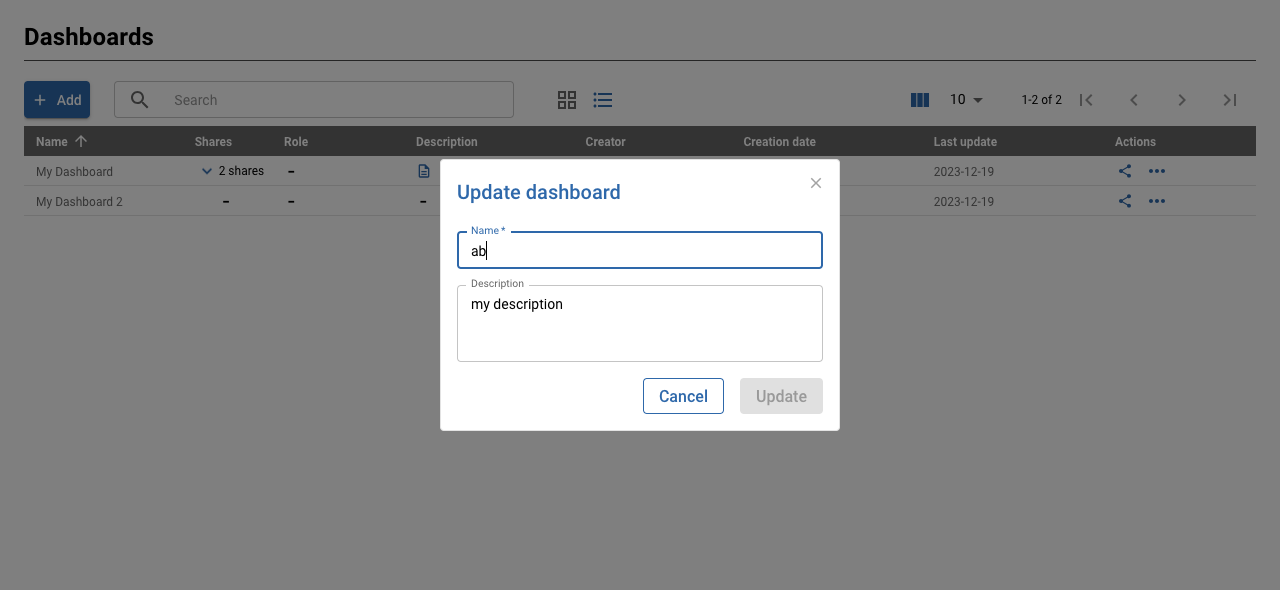 Dashboards
Add
Search
10
1-2 of 2
Name Shares Role Description Creator Creation date Last update Actions
My Dashboard 2 shares - 2023-12-19
My Dashboard 2 - - - 2023-12-19
Update dashboard
Name *
ab
Description
my description
Cancel
Update